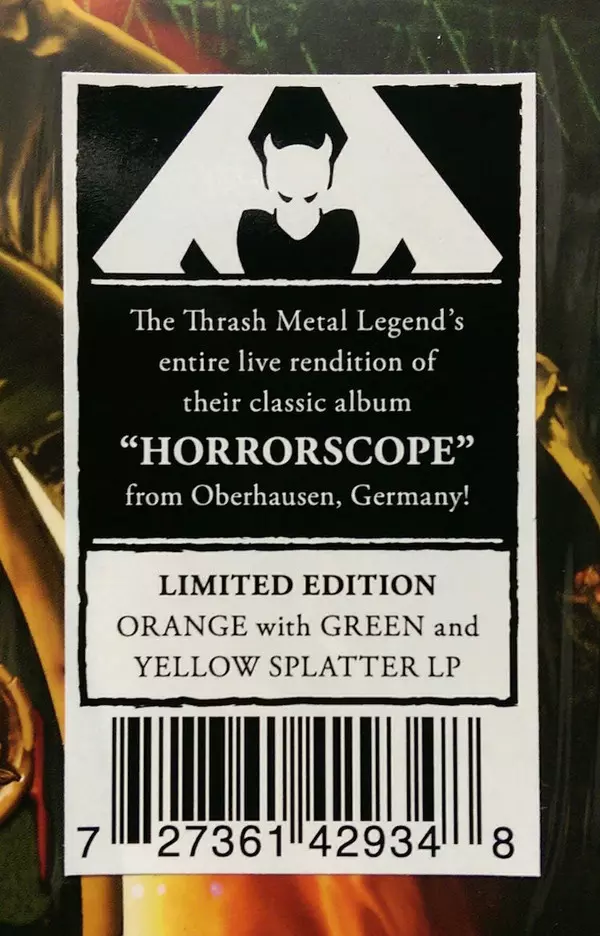 The Thrash Metal Legend's
entire live rendition of
their classic album
“HORRORSCOPE”
from Oberhausen, Germany!
LIMITED EDITION
ORANGE with GREEN and
YELLOW SPLATTER LP
7 27361 42934 8